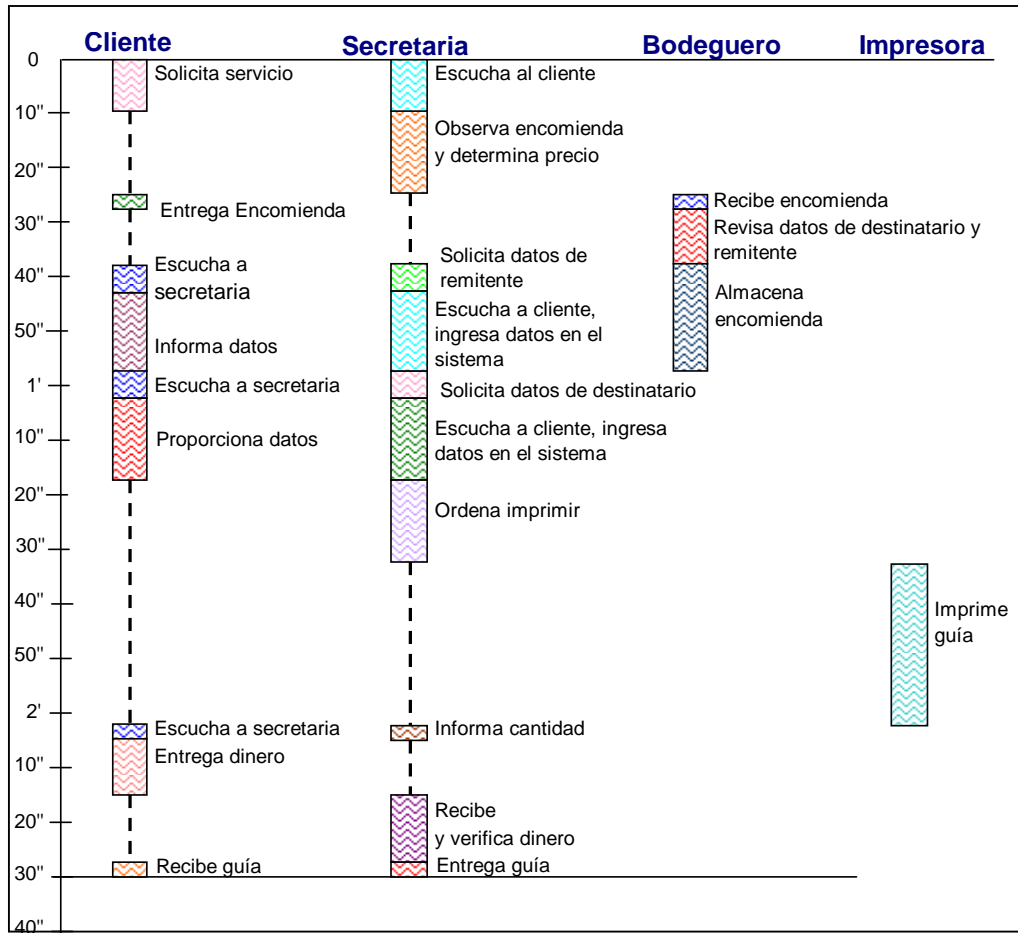 Cliente
Secretaria
Bodeguero
Impresora
0
10"
20"
30"
40"
50"
1'
10"
20"
30"
40"
50"
2'
10"
20"
30"
40"
Solicita servicio
Entrega Encomienda
Escucha a
secretaria
Informa datos
Escucha a secretaria
Proporciona datos
Escucha a secretaria
Entrega dinero
Recibe guía
Escucha al cliente
Observa encomienda
y determina precio
Solicita datos de
remitente
Escucha a cliente,
ingresa datos en el
sistema
Solicita datos de destinatario
Escucha a cliente, ingresa
datos en el sistema
Ordena imprimir
Informa cantidad
Recibe
y verifica dinero
Entrega guía
Recibe encomienda
Revisa datos de destinatario y
remitente
Almacena
encomienda
Imprime
guía